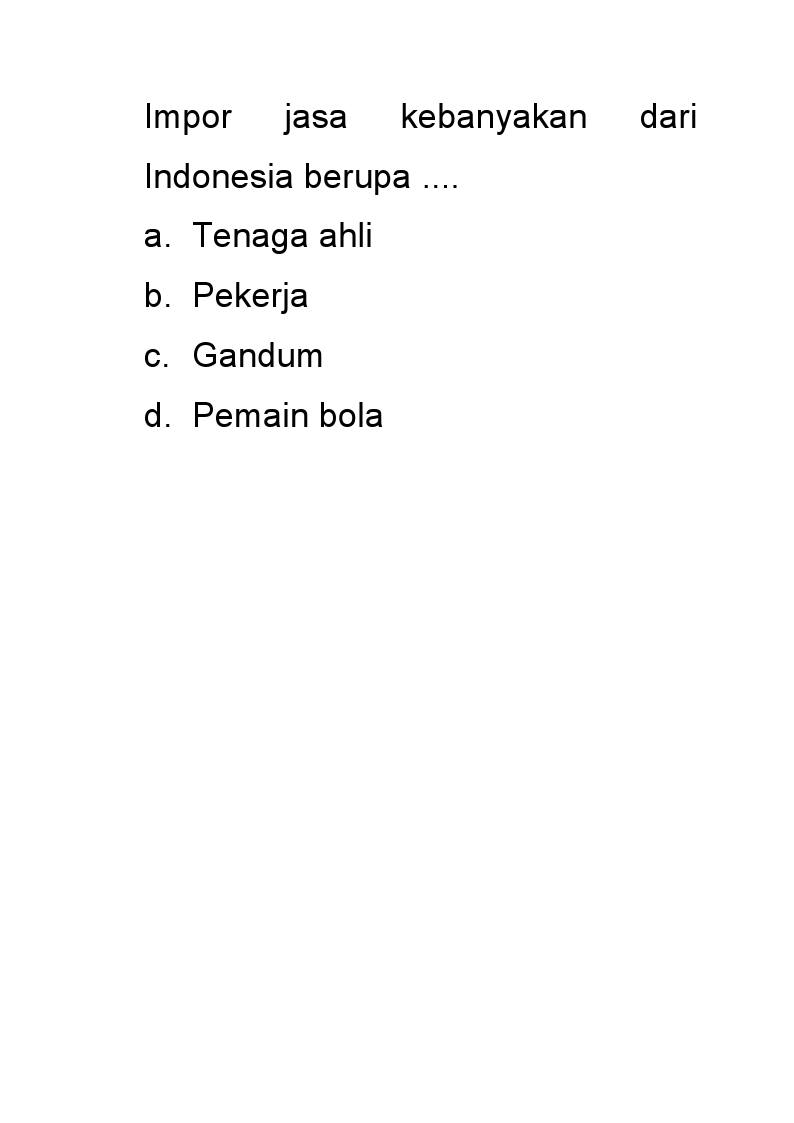 Impor jasa kebanyakan dari
Indonesia berupa ....
a. Tenaga ahli
b. Pekerja
c. Gandum
d. Pemain bola